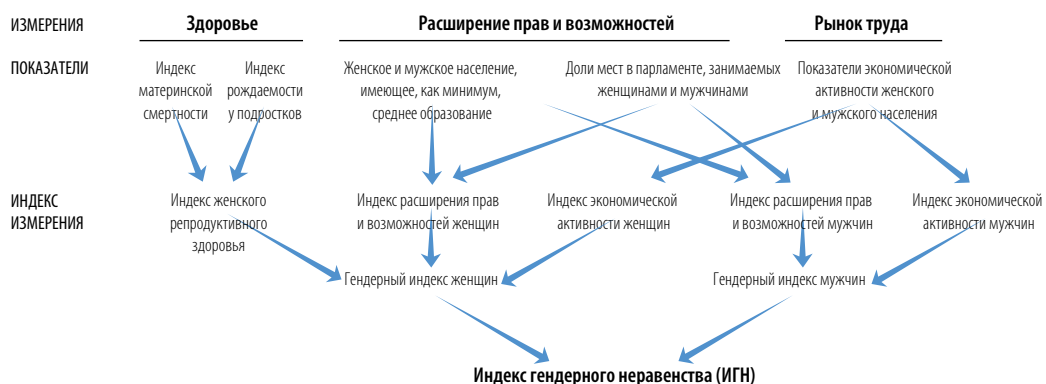 ИЗМЕРЕНИЯ
Здоровье
Расширение прав и возможностей
Рынок труда
ПОКАЗАТЕЛИ
Индекс
материнской
смертности
Индекс
рождаемости
у подростков
Женское и мужское население,
имеющее, как минимум,
среднее образование
Доли мест в парламенте, занимаемых
женщинами и мужчинами
Показатели экономической
активности женского
и мужского населения
ИНДЕКС
ИЗМЕРЕНИЯ
Индекс женского
репродуктивного
здоровья
Индекс расширения прав
и возможностей женщин
Индекс экономической
активности женщин
Индекс расширения прав
и возможностей мужчин
Индекс экономической
активности мужчин
Гендерный индекс женщин
Гендерный индекс мужчин
Индекс гендерного неравенства (ИГН)